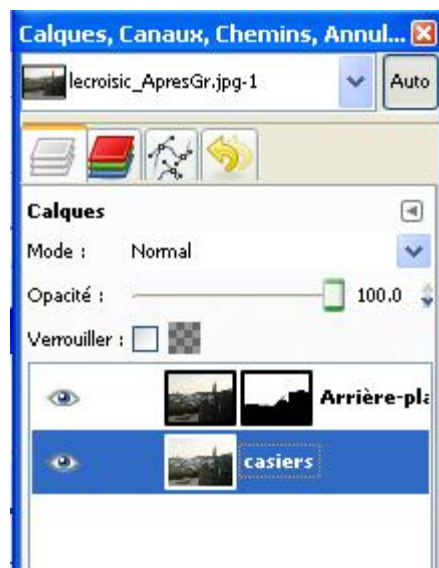 Calques, Canaux, Chemins, Annul...
lecroisic_ApresGr.jpg-1
Auto
Calques
Mode : Normal
Opacité : 100.0
Verrouiller :
Arrière-pla
casiers